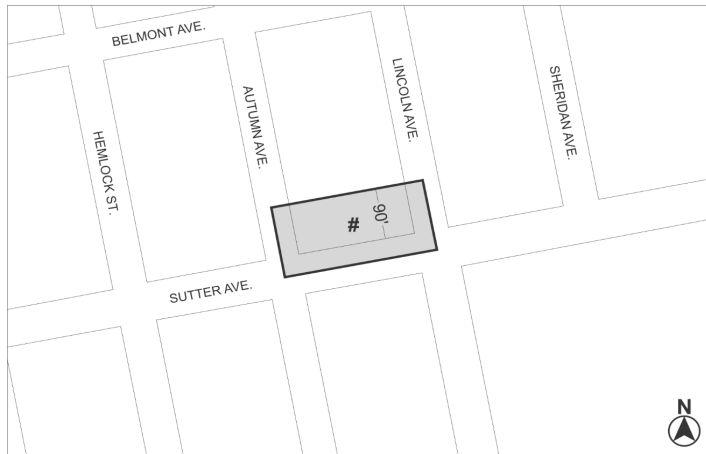 BELMONT AVE.
HEMLOCK ST.
AUTUMN AVE.
LINCOLN AVE.
SHERIDAN AVE.
#
90'
SUTTER AVE.
N